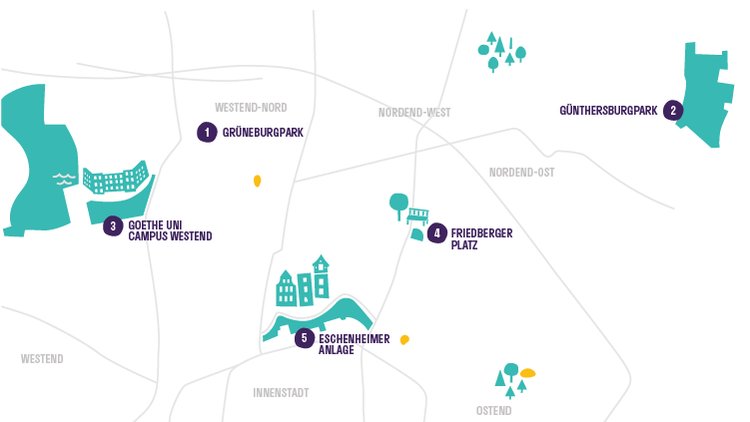 WESTEND-NORD
NORDEND-WEST
GÜNTHERSBURGPARK 2
1 GRÜNEBURGPARK
NORDEND-OST
3 GOETHE UNI
CAMPUS WESTEND
4 FRIEDBERGER
PLATZ
5 ESCHENHEIMER
ANLAGE
WESTEND
INNENSTADT
OSTEND